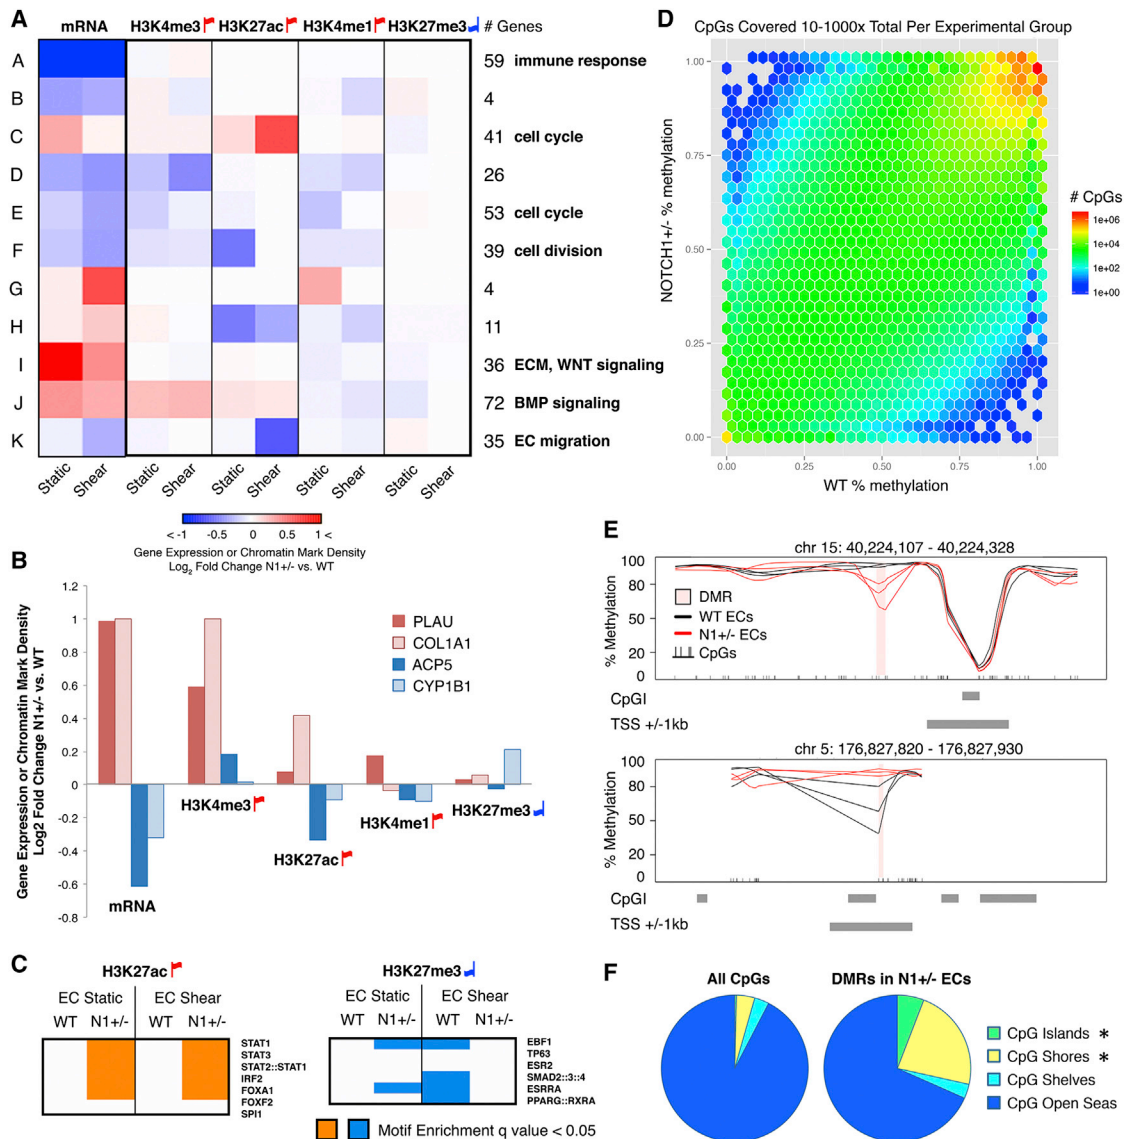 A
mRNA H3K4me3 H3K27ac H3K4me1 H3K27me3 # Genes
A 59 immune response
B 4
C 41 cell cycle
D 26
E 53 cell cycle
F 39 cell division
G 4
H 11
I 36 ECM, WNT signaling
J 72 BMP signaling
K 35 EC migration
Static Shear Static Shear Static Shear Static Shear Static Shear
< -1 -0.5 0 0.5 1 <
Gene Expression or Chromatin Mark Density
Log2 Fold Change N1+/- vs. WT
B
Gene Expression or Chromatin Mark Density
Log2 Fold Change N1+/- vs. WT
1.2
1
0.8
0.6
0.4
0.2
0
-0.2
-0.4
-0.6
-0.8
PLAU
COL1A1
ACP5
CYP1B1
mRNA
H3K4me3
H3K27ac
H3K4me1
H3K27me3
C
H3K27ac
EC Static EC Shear
WT N1+/- WT N1+/-
STAT1
STAT3
STAT2::STAT1
IRF2
FOXA1
FOXF2
SPI1
H3K27me3
EC Static EC Shear
WT N1+/- WT N1+/-
EBF1
TP63
ESR2
SMAD2::3::4
ESRRA
PPARG::RXRA
Motif Enrichment q value < 0.05
D
CpGs Covered 10-1000x Total Per Experimental Group
NOTCH1+/- % methylation
1.00
0.75
0.50
0.25
0.00
0.00 0.25 0.50 0.75 1.00
WT % methylation
# CpGs
1e+06
1e+04
1e+02
1e+00
E
chr 15: 40,224,107 - 40,224,328
% Methylation
100
80
50
20
0
DMR
WT ECs
N1+/- ECs
CpGs
CpGI
TSS +/-1kb
chr 5: 176,827,820 - 176,827,930
% Methylation
100
80
50
20
0
CpGI
TSS +/-1kb
F
All CpGs
DMRs in N1+/- ECs
CpG Islands *
CpG Shores *
CpG Shelves
CpG Open Seas